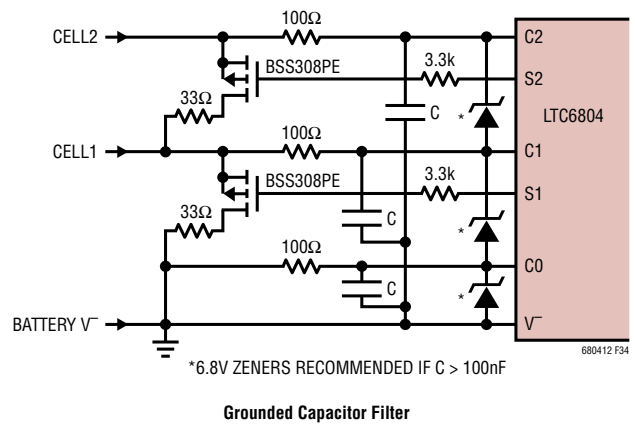 100Ω
CELL2
C2
BSS308PE
3.3k
S2
33Ω
C
*
LTC6804
100Ω
CELL1
C1
BSS308PE
3.3k
S1
33Ω
C
*
100Ω
C0
C
*
BATTERY V–
V–
680412 F34
*6.8V ZENERS RECOMMENDED IF C > 100nF
Grounded Capacitor Filter